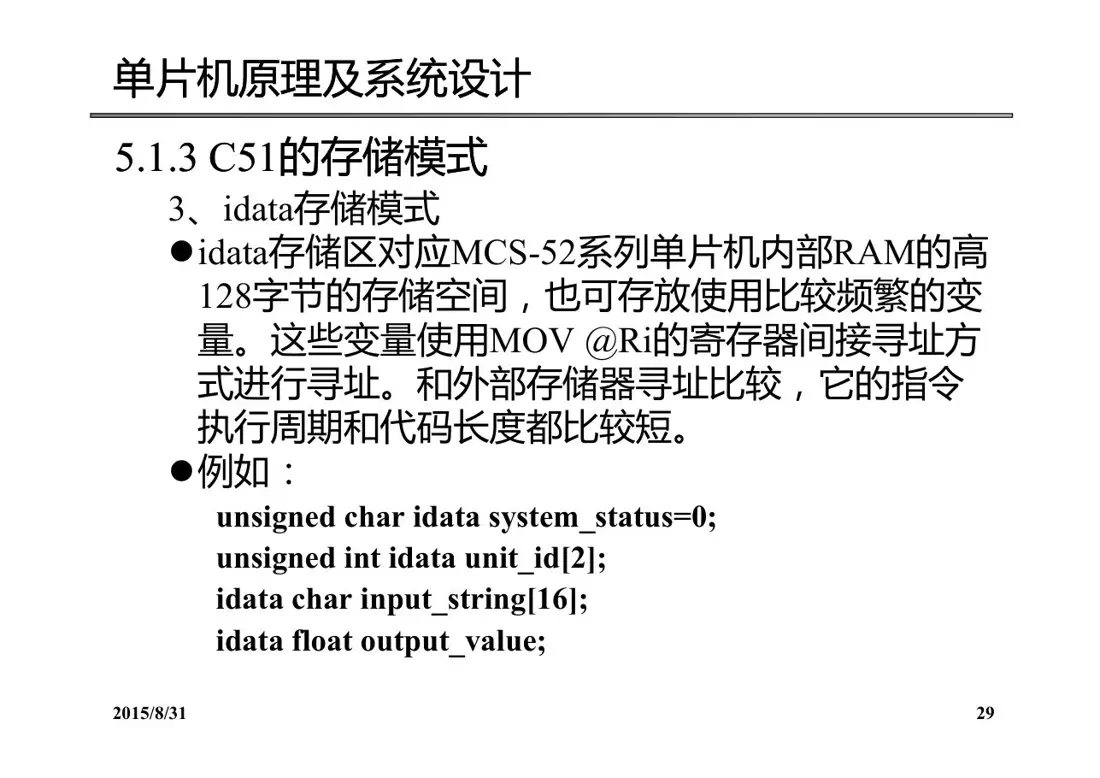 单片机原理及系统设计
5.1.3 C51的存储模式
3、idata存储模式
●idata存储区对应MCS-52系列单片机内部RAM的高
128字节的存储空间，也可存放使用比较频繁的变
量。这些变量使用MOV @Ri的寄存器间接寻址方
式进行寻址。和外部存储器寻址比较，它的指令
执行周期和代码长度都比较短。
●例如：
unsigned char idata system_status=0;
unsigned int idata unit_id[2];
idata char input_string[16];
idata float output_value;
2015/8/31
29